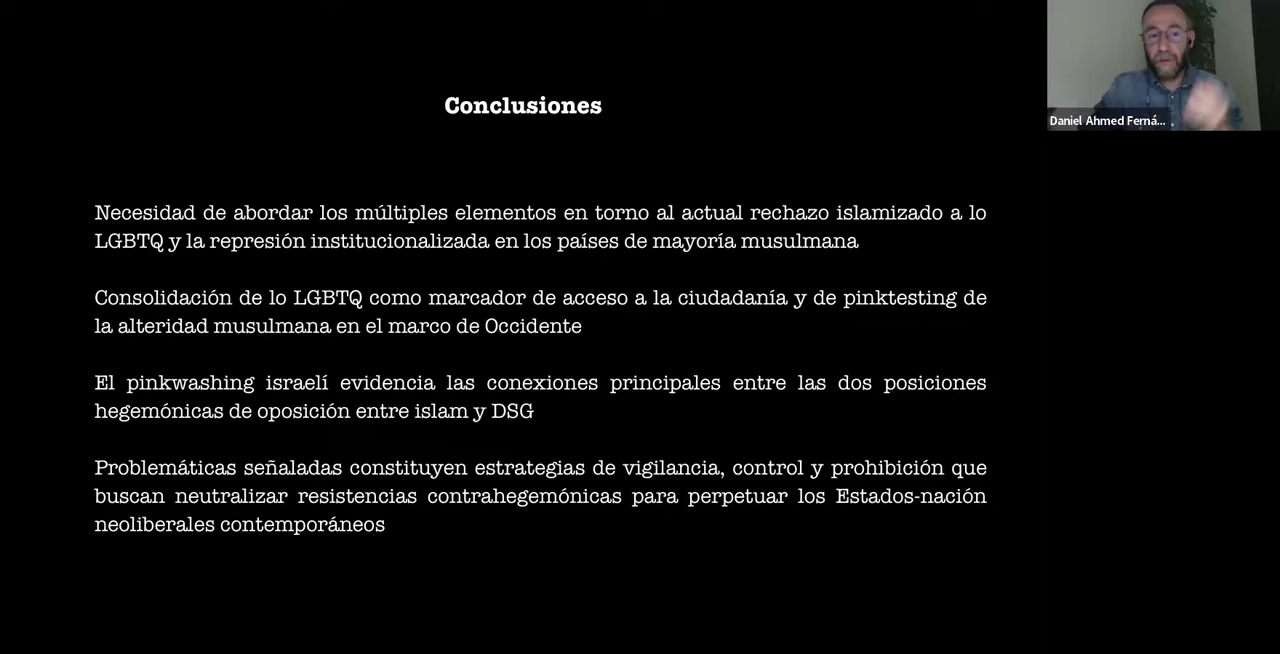 Conclusiones
Daniel Ahmed Ferná...
Necesidad de abordar los múltiples elementos en torno al actual rechazo islamizado a lo
LGBTQ y la represión institucionalizada en los países de mayoría musulmana
Consolidación de lo LGBTQ como marcador de acceso a la ciudadanía y de pinktesting de
la alteridad musulmana en el marco de Occidente
El pinkwashing israelí evidencia las conexiones principales entre las dos posiciones
hegemónicas de oposición entre islam y DSG
Problemáticas señaladas constituyen estrategias de vigilancia, control y prohibición que
buscan neutralizar resistencias contrahegemónicas para perpetuar los Estados-nación
neoliberales contemporáneos